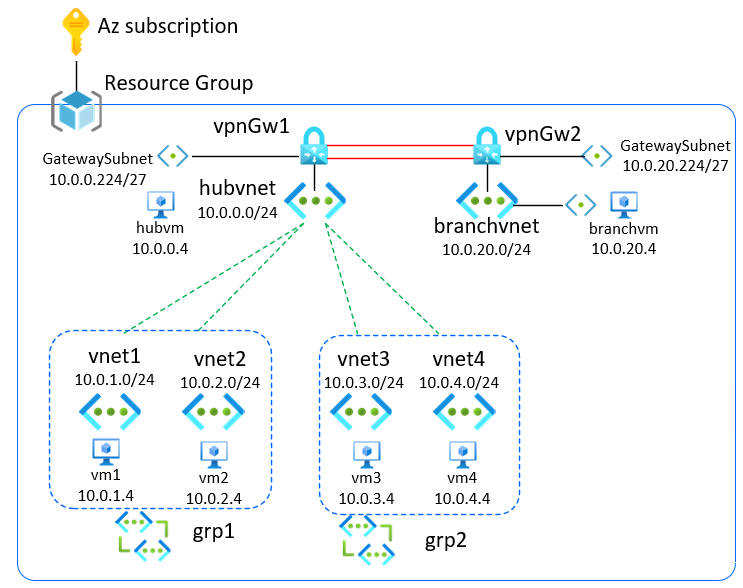 Az subscription
Resource Group
vpnGw1
vpnGw2
GatewaySubnet
10.0.0.224/27
GatewaySubnet
10.0.20.224/27
hubvnet
10.0.0.0/24
hubvm
10.0.0.4
branchvnet
10.0.20.0/24
branchvm
10.0.20.4
vnet1
10.0.1.0/24
vnet2
10.0.2.0/24
vnet3
10.0.3.0/24
vnet4
10.0.4.0/24
vm1
10.0.1.4
vm2
10.0.2.4
vm3
10.0.3.4
vm4
10.0.4.4
grp1
grp2